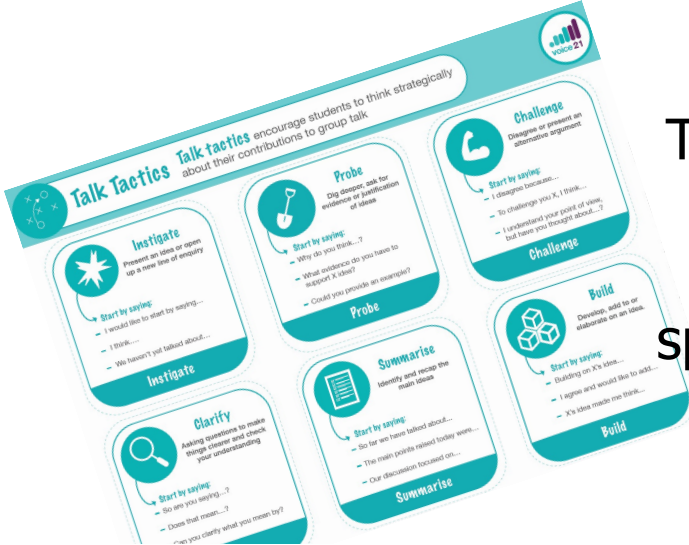 voice 21
Talk Tactics
Talk tactics encourage students to think strategically
about their contributions to group talk
Instigate
Present an idea or open
up a new line of enquiry
Start by saying:
– I would like to start by saying...
– I think....
– We haven't yet talked about...
Instigate
Probe
Dig deeper, ask for
evidence or justification
of ideas
Start by saying:
– Why do you think...?
– What evidence do you have to
support X idea?
– Could you provide an example?
Probe
Challenge
Disagree or present an
alternative argument
Start by saying:
– I disagree because...
– To challenge you X, I think...
– I understand your point of view,
but have you thought about...?
Challenge
Clarify
Asking questions to make
things clearer and check
your understanding
Start by saying:
– So are you saying...?
– Does that mean...?
– Can you clarify what you mean by?
Summarise
Identify and recap the
main ideas
Start by saying:
– So far we have talked about...
– The main points raised today were...
– Our discussion focused on...
Summarise
Build
Develop, add to or
elaborate on an idea.
Start by saying:
– Building on X's idea...
– I agree and would like to add...
– X's idea made me think...
Build
T
sp